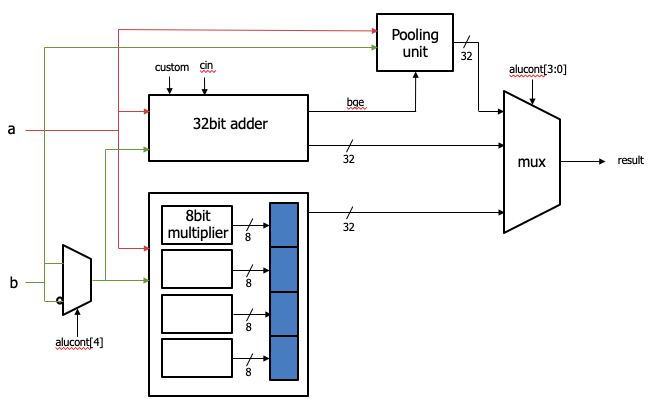 Pooling
unit
32
custom
cin
alucont[3:0]
bge
a
32bit adder
32
mux
result
8bit
multiplier
8
32
8
b
8
alucont[4]
8